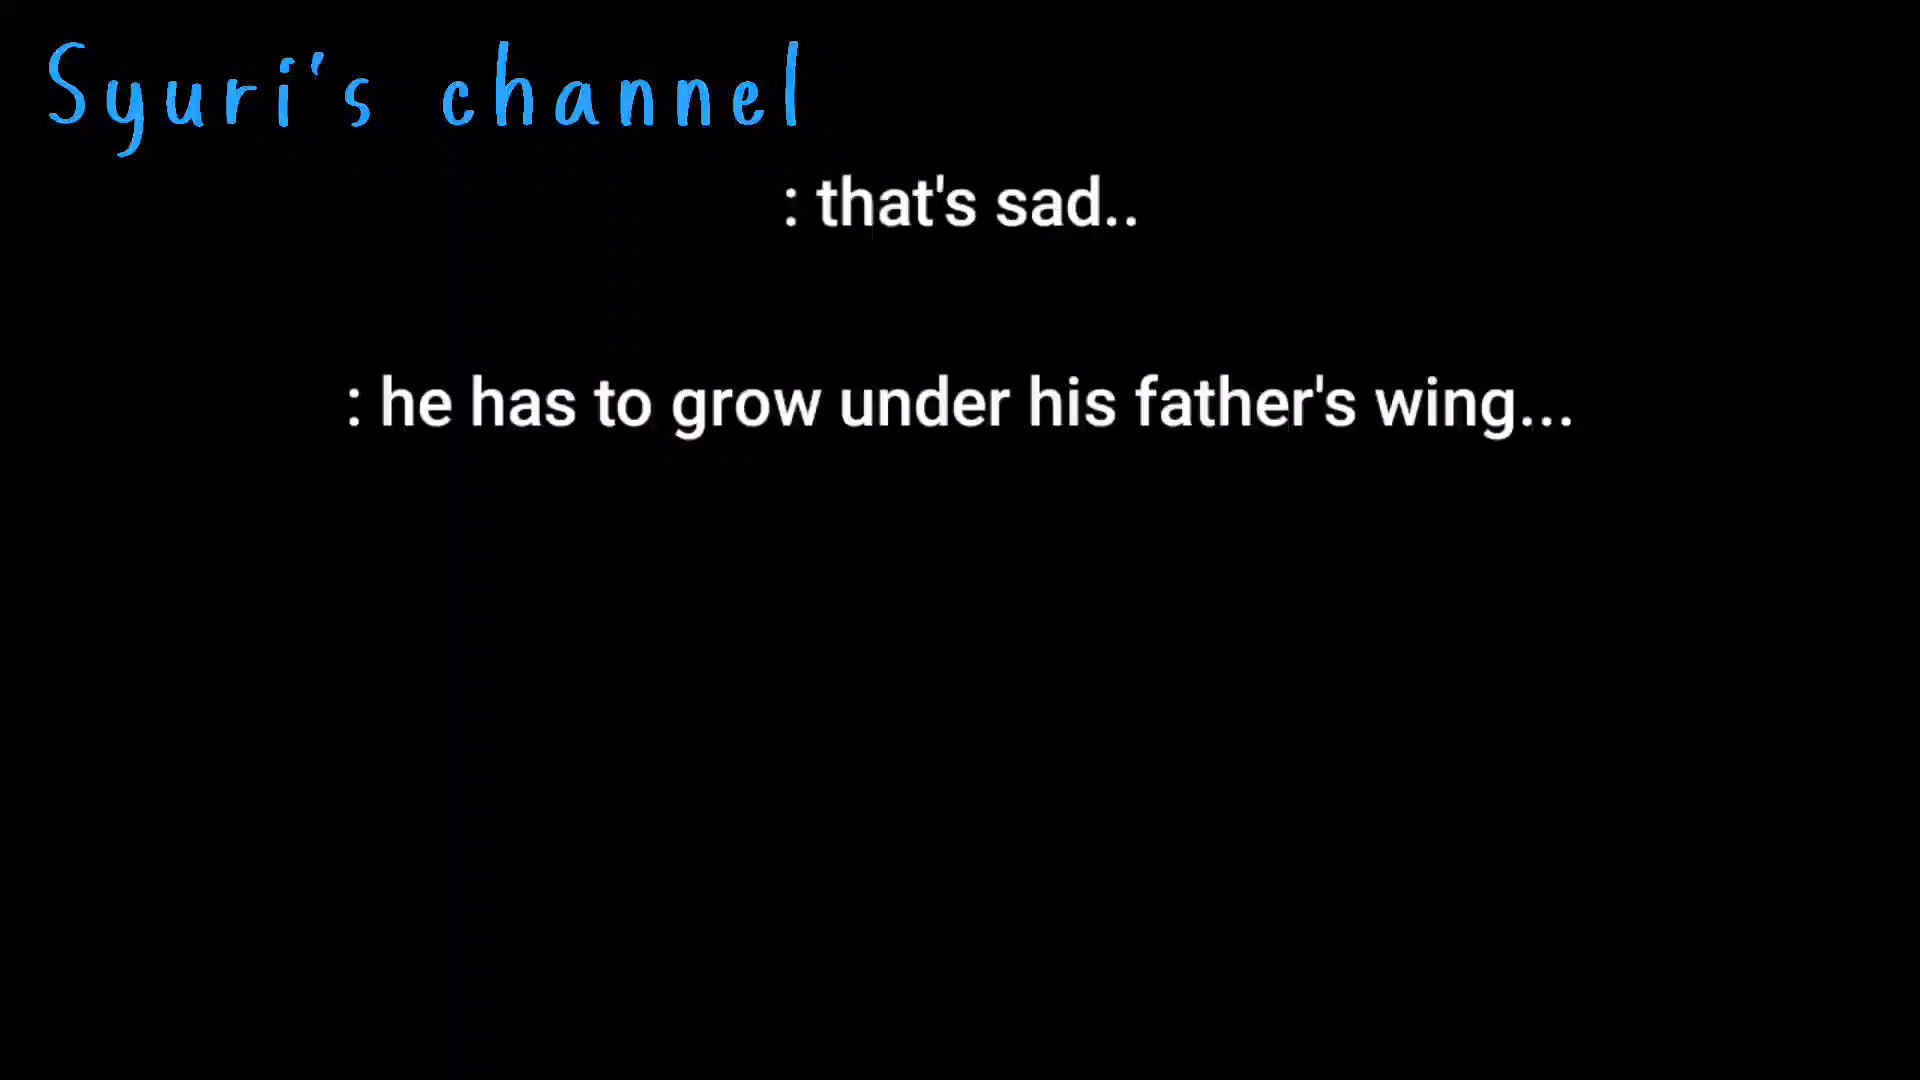 Syuri's channel
: that's sad..
: he has to grow under his father's wing...